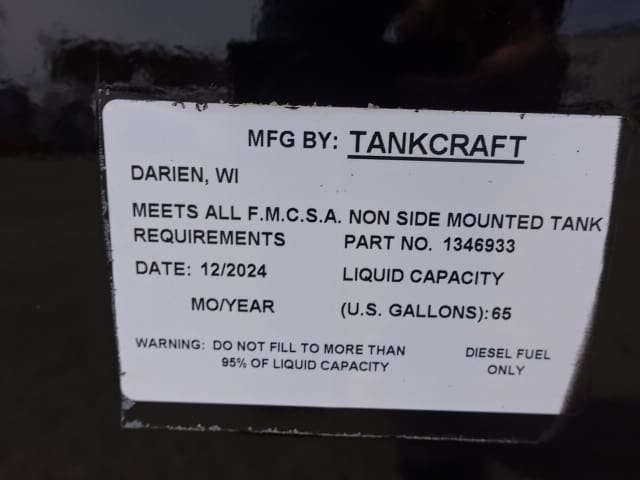 MFG BY: TANKCRAFT
DARIEN, WI
MEETS ALL F.M.C.S.A. NON SIDE MOUNTED TANK
REQUIREMENTS PART NO. 1346933
DATE: 12/2024 LIQUID CAPACITY
MO/YEAR (U.S. GALLONS): 65
WARNING: DO NOT FILL TO MORE THAN DIESEL FUEL
95% OF LIQUID CAPACITY ONLY